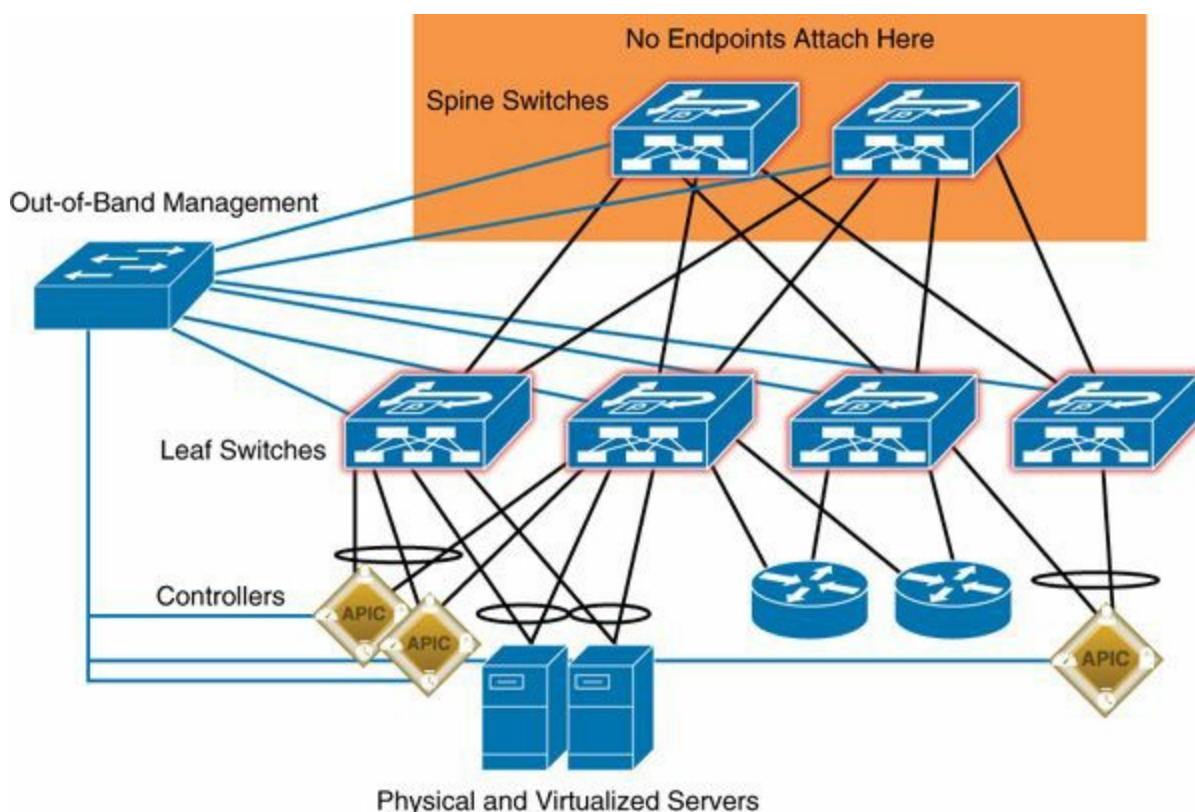 No Endpoints Attach Here
Spine Switches
Out-of-Band Management
Leaf Switches
Controllers
APIC
APIC
APIC
Physical and Virtualized Servers